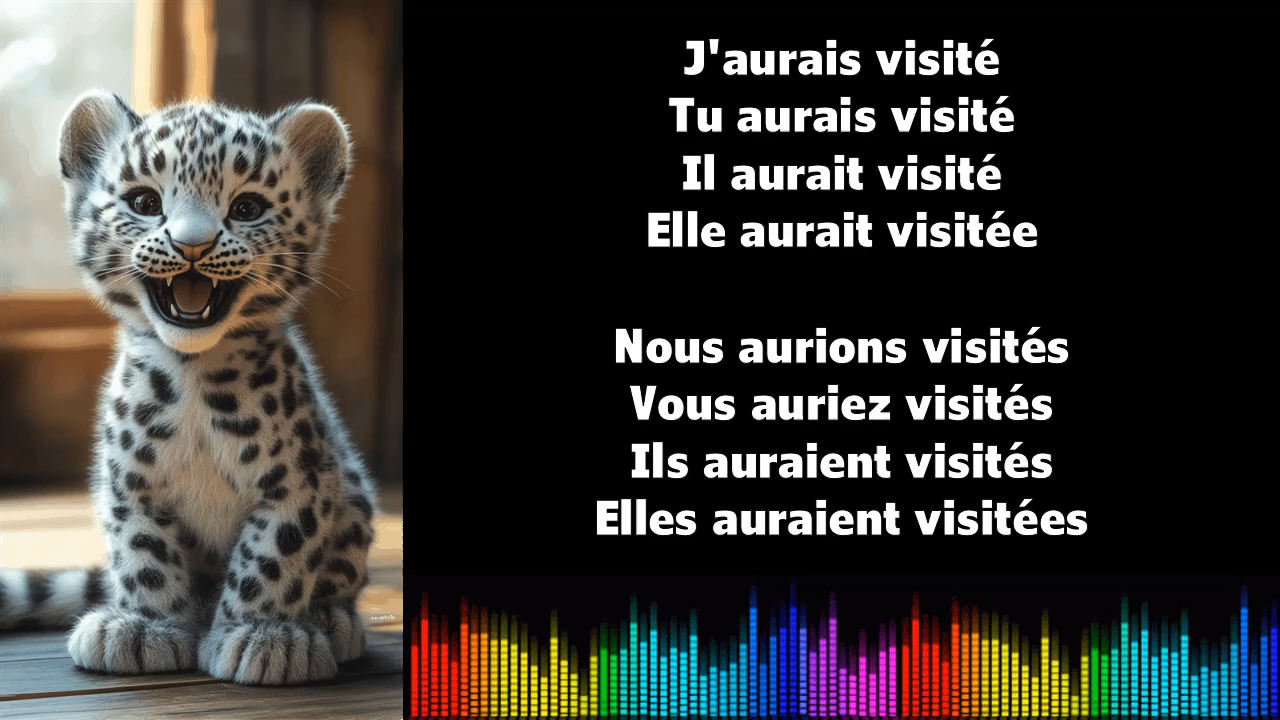 J'aurais visité
Tu aurais visité
Il aurait visité
Elle aurait visitée
Nous aurions visités
Vous auriez visités
Ils auraient visités
Elles auraient visitées